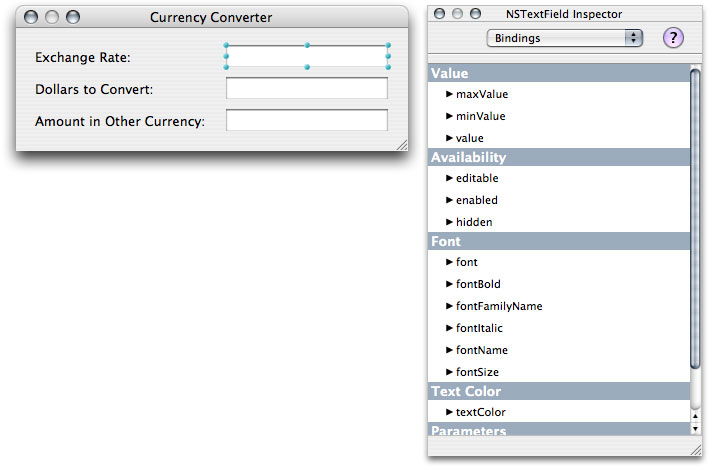 Currency Converter
Exchange Rate:
Dollars to Convert:
Amount in Other Currency:
NSTextField Inspector
Bindings
?
Value
maxValue
minValue
value
Availability
editable
enabled
hidden
Font
font
fontBold
fontFamilyName
fontItalic
fontName
fontSize
Text Color
textColor
Parameters